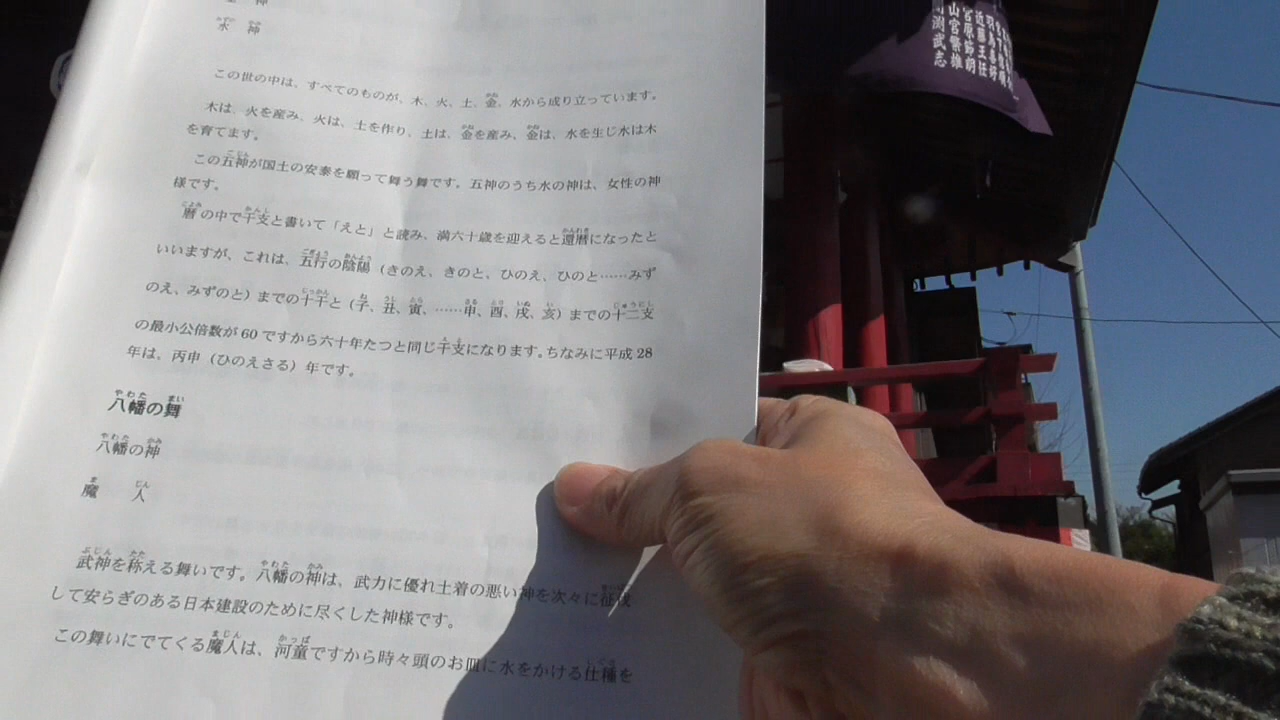 水 神
この世の中は、すべてのものが、木、火、土、金、水から成り立っています。
木は、火を産み、火は、土を作り、土は、金を産み、金は、水を生じ水は木
を育てます。
この五神が国土の安泰を願って舞う舞です。五神のうち水の神は、女性の神
様です。
暦の中で干支と書いて「えと」と読み、満六十歳を迎えると還暦になったと
いいますが、これは、五行の陰陽（きのえ、きのと、ひのえ、ひのと……みず
のえ、みずのと）までの十干と（子、丑、寅、……申、酉、戌、亥）までの十二支
の最小公倍数が60ですから六十年たつと同じ干支になります。ちなみに平成28
年は、丙申（ひのえさる）年です。
八幡の舞
八幡の神
魔 人
武神を称える舞いです。八幡の神は、武力に優れ土着の悪い神を次々に征伐
して安らぎのある日本建設のために尽くした神様です。
この舞いにでてくる魔人は、河童ですから時々頭のお皿に水をかける仕種を
近藤王任
宮原節朗
山宮繁雄
渕武志